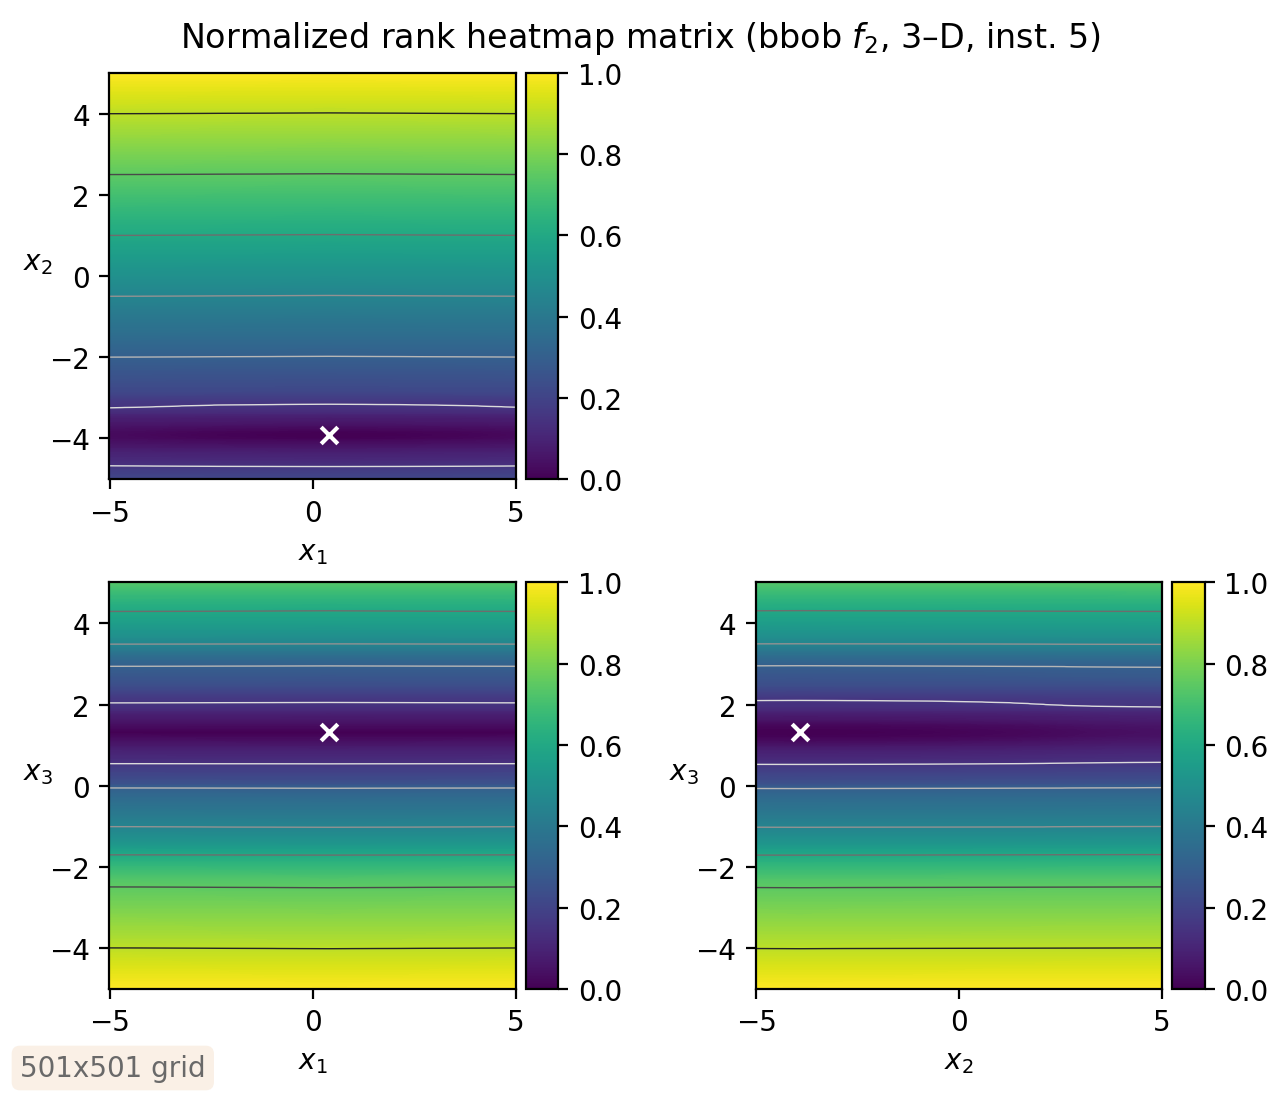 Normalized rank heatmap matrix (bbob f₂, 3–D, inst. 5)
1.0
4
0.8
2
0.6
x₂ 0
0.4
−2
0.2
−4
0.0
−5 0 5
x₁
1.0 1.0
4 4
0.8 0.8
2 2
0.6 0.6
x₃ 0 x₃ 0
0.4 0.4
−2 −2
0.2 0.2
−4 −4
0.0 0.0
−5 0 5 −5 0 5
501x501 grid x₁ x₂